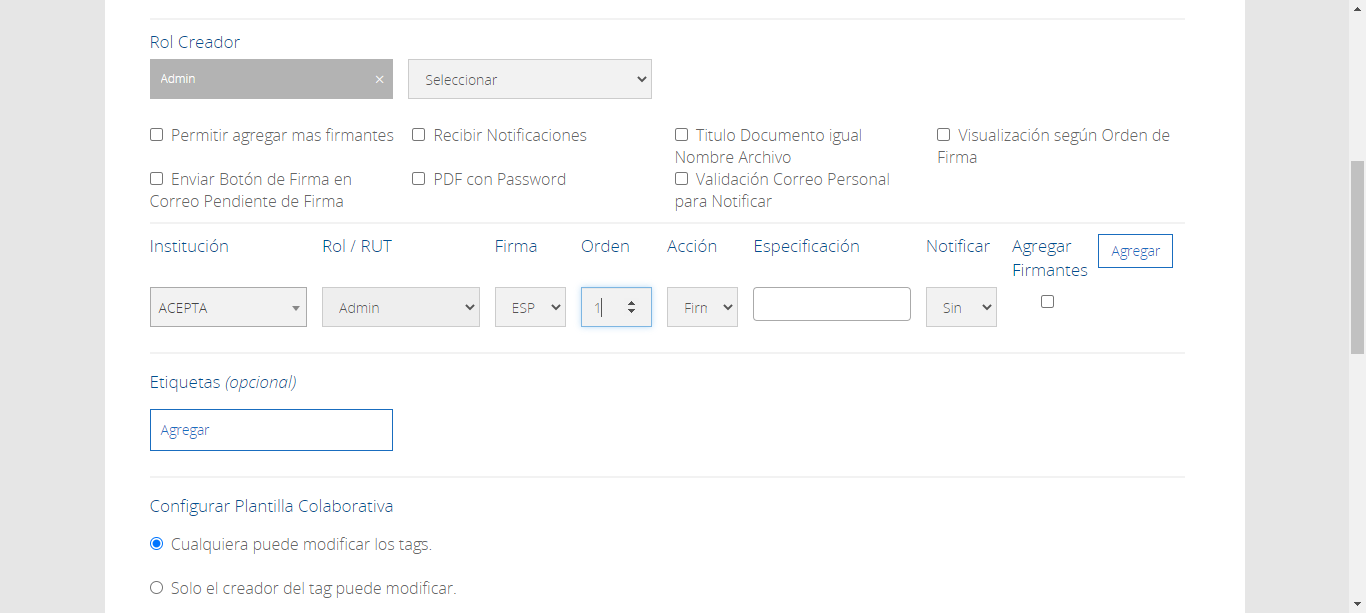 Rol Creador
Admin ×
Seleccionar
Permitir agregar mas firmantes
Recibir Notificaciones
Titulo Documento igual
Nombre Archivo
Visualización según Orden de
Firma
Enviar Botón de Firma en
Correo Pendiente de Firma
PDF con Password
Validación Correo Personal
para Notificar
Institución
Rol / RUT
Firma
Orden
Acción
Especificación
Notificar
Agregar
Firmantes
Agregar
ACEPTA
Admin
ESP
1
Firm
Sin
Etiquetas (opcional)
Agregar
Configurar Plantilla Colaborativa
Cualquiera puede modificar los tags.
Solo el creador del tag puede modificar.